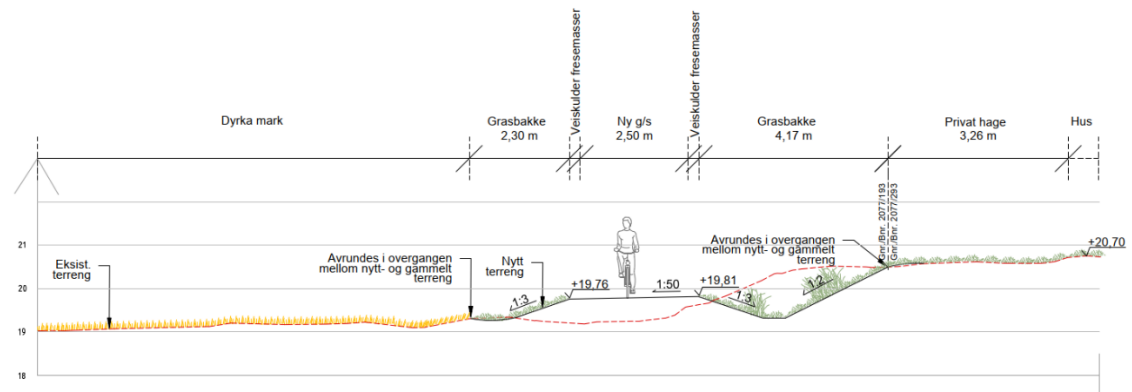 Dyrka mark
Grasbakke
2,30 m
Veiskulder fresemasser
Ny g/s
2,50 m
Veiskulder fresemasser
Grasbakke
4,17 m
Privat hage
3,26 m
Hus
Gnr./Bnr. 2077/193
Gnr./Bnr. 2077/293
21
20
19
18
Eksist.
terreng
Avrundes i overgangen
mellom nytt- og gammelt
terreng
Nytt
terreng
1:3
+19,76
1:50
+19,81
1:3
1:2
Avrundes i overgangen
mellom nytt- og gammelt
terreng
+20,70